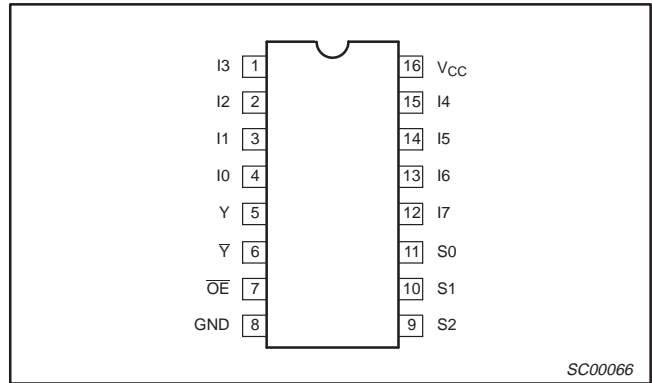 I3 1 16 VCC
I2 2 15 I4
I1 3 14 I5
I0 4 13 I6
Y 5 12 I7
Y̅ 6 11 S0
O̅E̅ 7 10 S1
GND 8 9 S2
SC00066